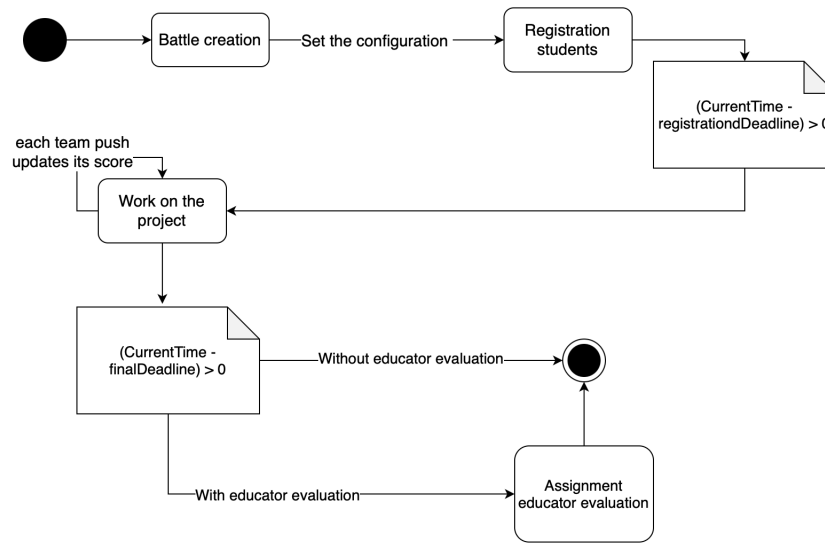 Battle creation
Set the configuration
Registration
students
(CurrentTime -
registrationdDeadline) > 0
each team push
updates its score
Work on the
project
(CurrentTime -
finalDeadline) > 0
Without educator evaluation
With educator evaluation
Assignment
educator evaluation